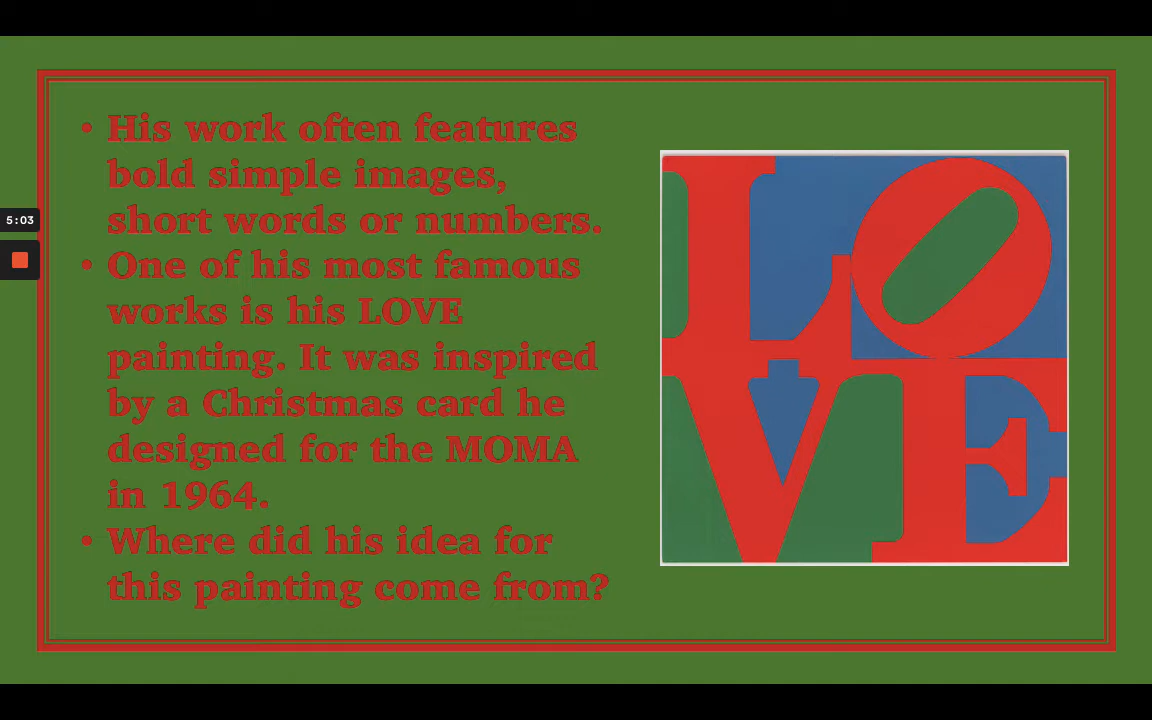 • His work often features
bold simple images,
short words or numbers.
• One of his most famous
works is his LOVE
painting. It was inspired
by a Christmas card he
designed for the MOMA
in 1964.
• Where did his idea for
this painting come from?
5:03
LO
VE